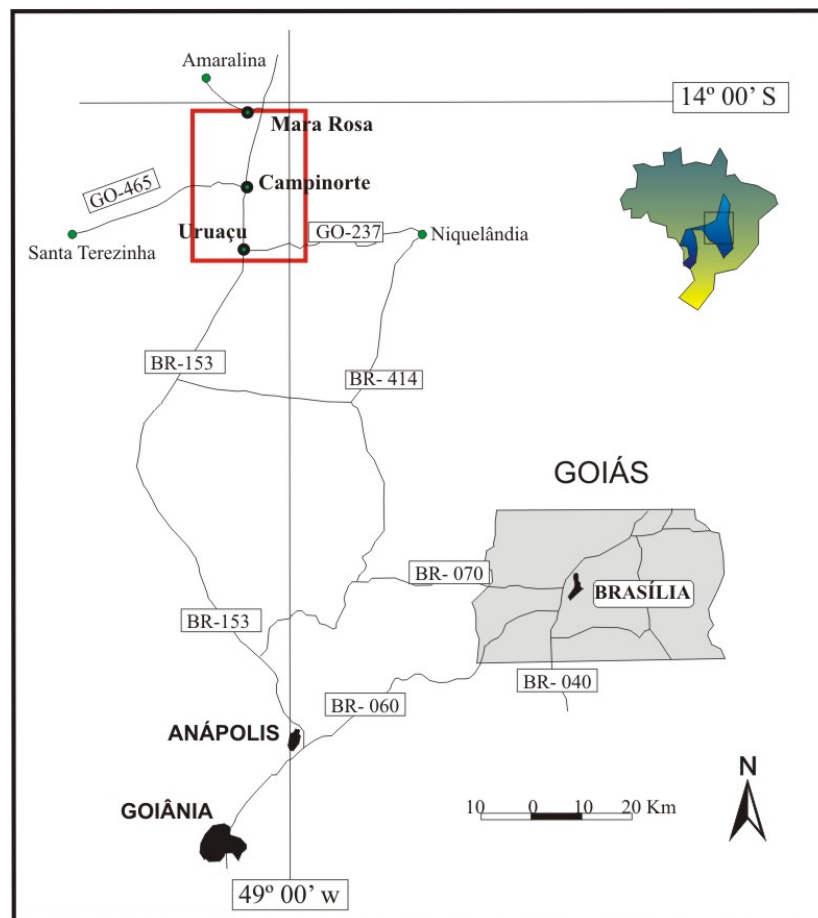 Amaralina
14º 00’ S
Mara Rosa
GO-465
Campinorte
Uruaçu
GO-237
Santa Terezinha
Niquelândia
BR-153
BR- 414
GOIÁS
BR- 070
BRASÍLIA
BR-153
BR- 040
BR- 060
ANÁPOLIS
N
GOIÂNIA
10 0 10 20 Km
49º 00’ w